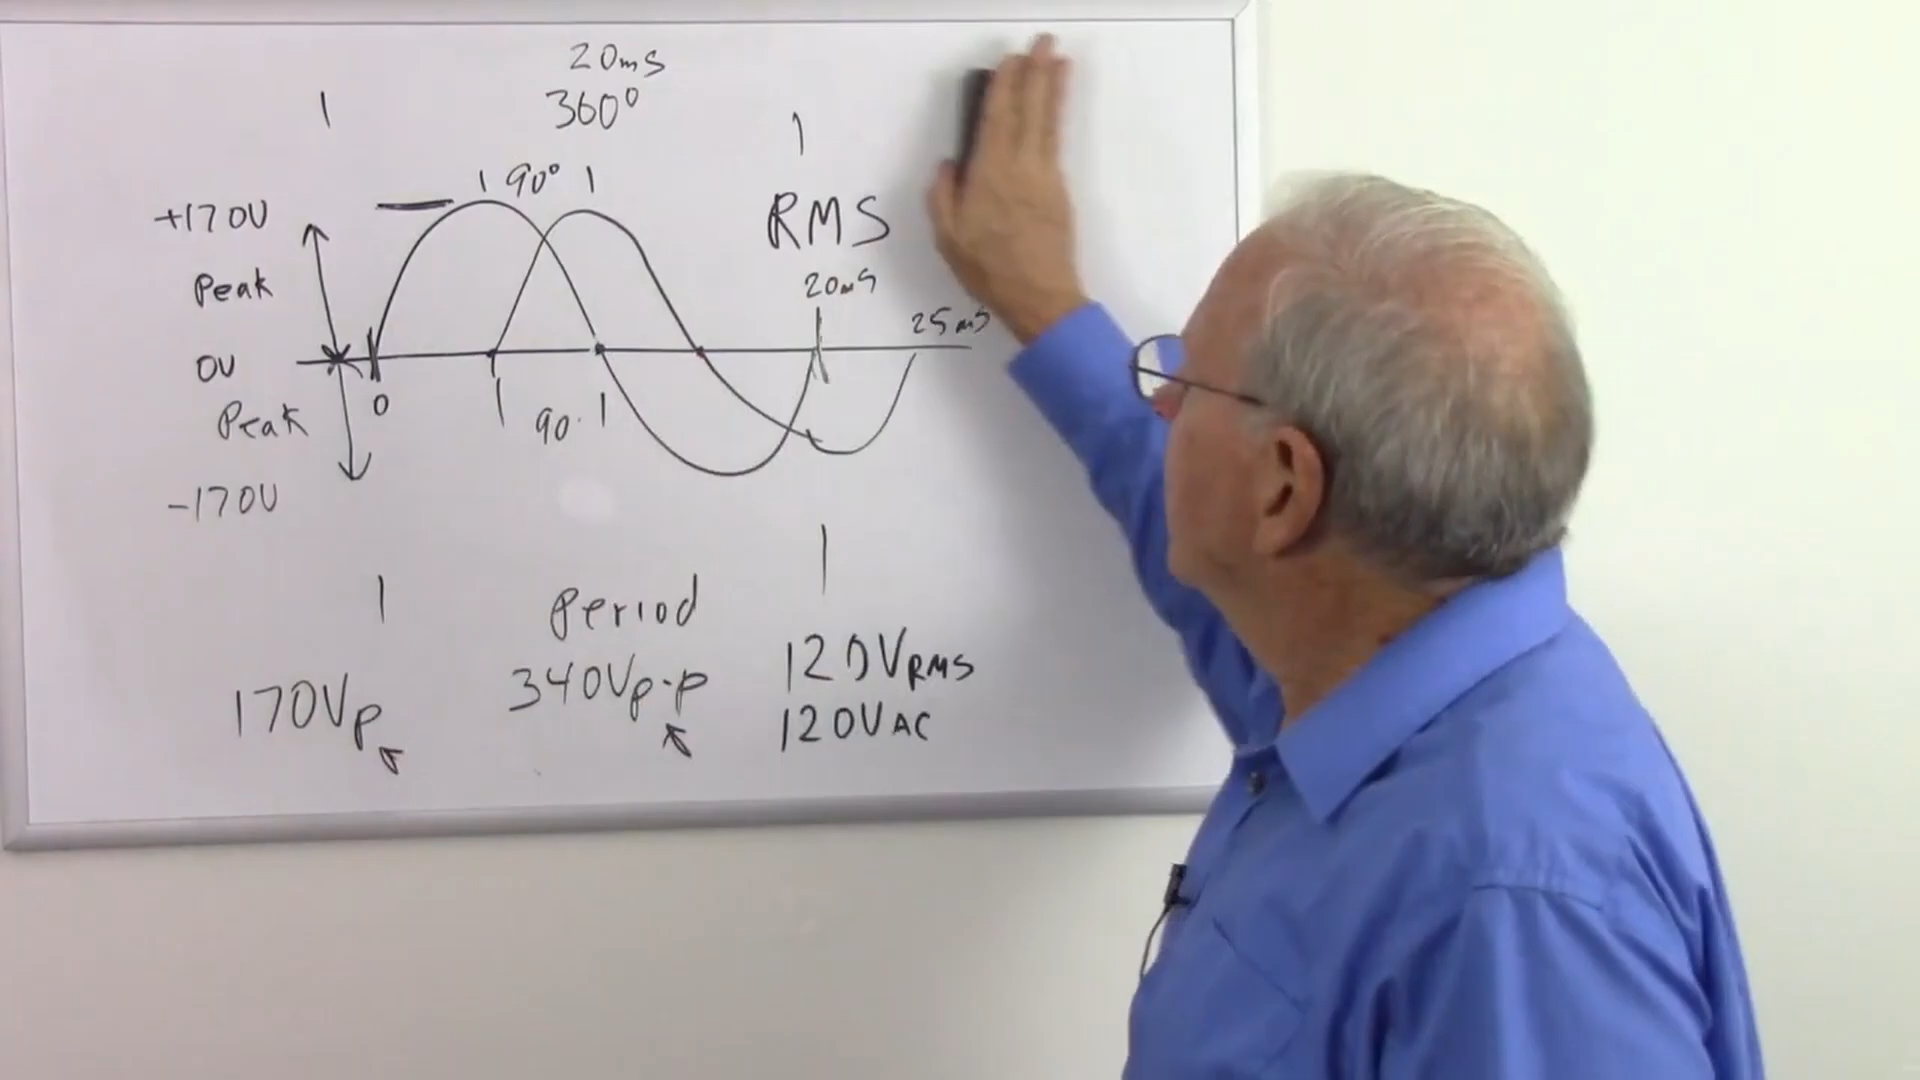 20ms
360°
90°
+170V
RMS
Peak
20ms
25ms
0V
0
Peak
90°
-170V
Period
120VRMS
340Vp-p
170Vp
120VAC